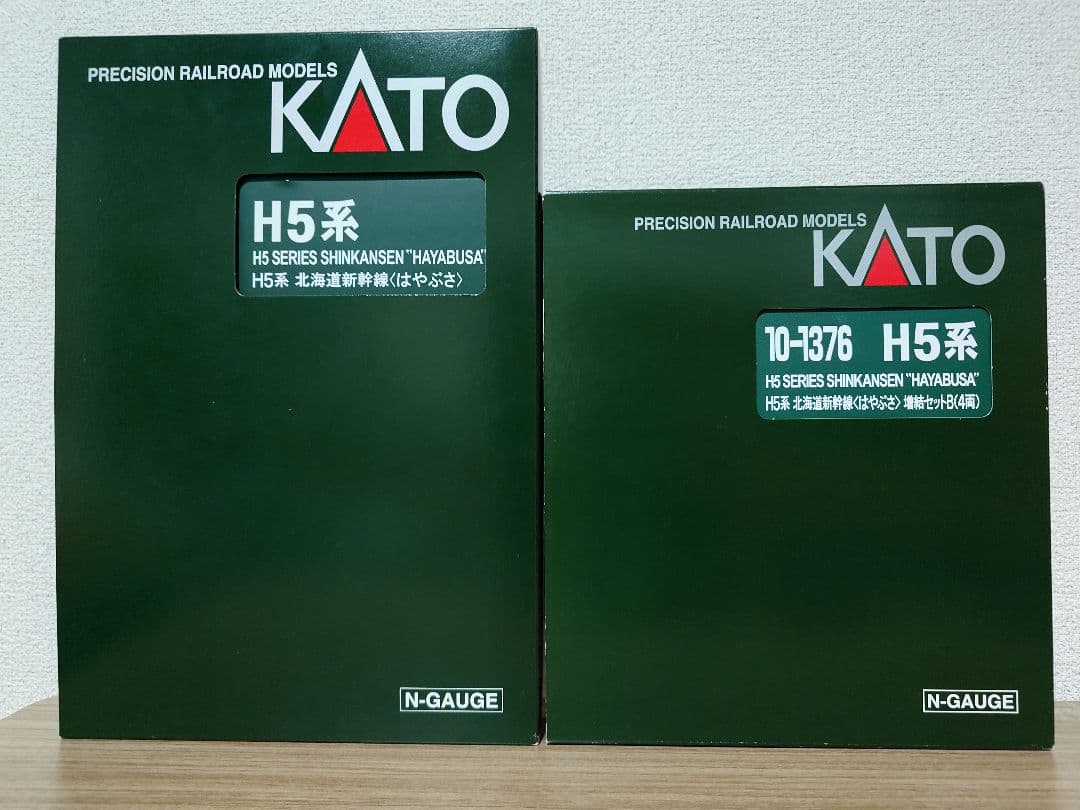 PRECISION RAILROAD MODELS
KATO
H5系
H5 SERIES SHINKANSEN "HAYABUSA"
H5系 北海道新幹線〈はやぶさ〉
N-GAUGE
PRECISION RAILROAD MODELS
KATO
10-1376 H5系
H5 SERIES SHINKANSEN "HAYABUSA"
H5系 北海道新幹線〈はやぶさ〉増結セットB(4両)
N-GAUGE